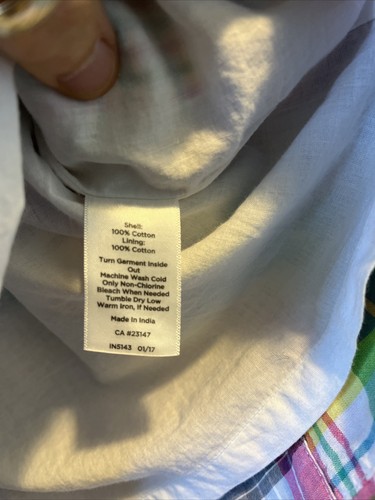 Shell:
100% Cotton
Lining:
100% Cotton
Turn Garment Inside
Out
Machine Wash Cold
Only Non-Chlorine
Bleach When Needed
Tumble Dry Low
Warm Iron, If Needed
Made In India
CA #23147
IN5143 01/17